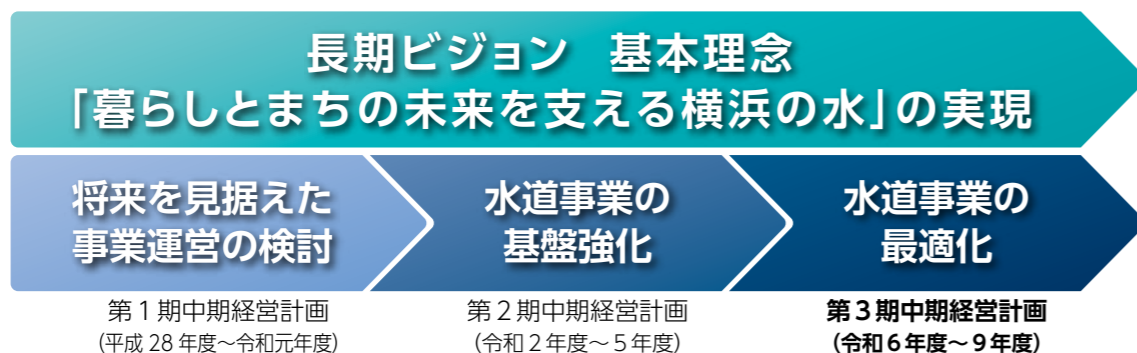 長期ビジョン　基本理念
「暮らしとまちの未来を支える横浜の水」の実現
将来を見据えた
事業運営の検討
水道事業の
基盤強化
水道事業の
最適化
第１期中期経営計画
(平成 28 年度～令和元年度)
第２期中期経営計画
(令和２年度～５年度)
第３期中期経営計画
(令和６年度～９年度)